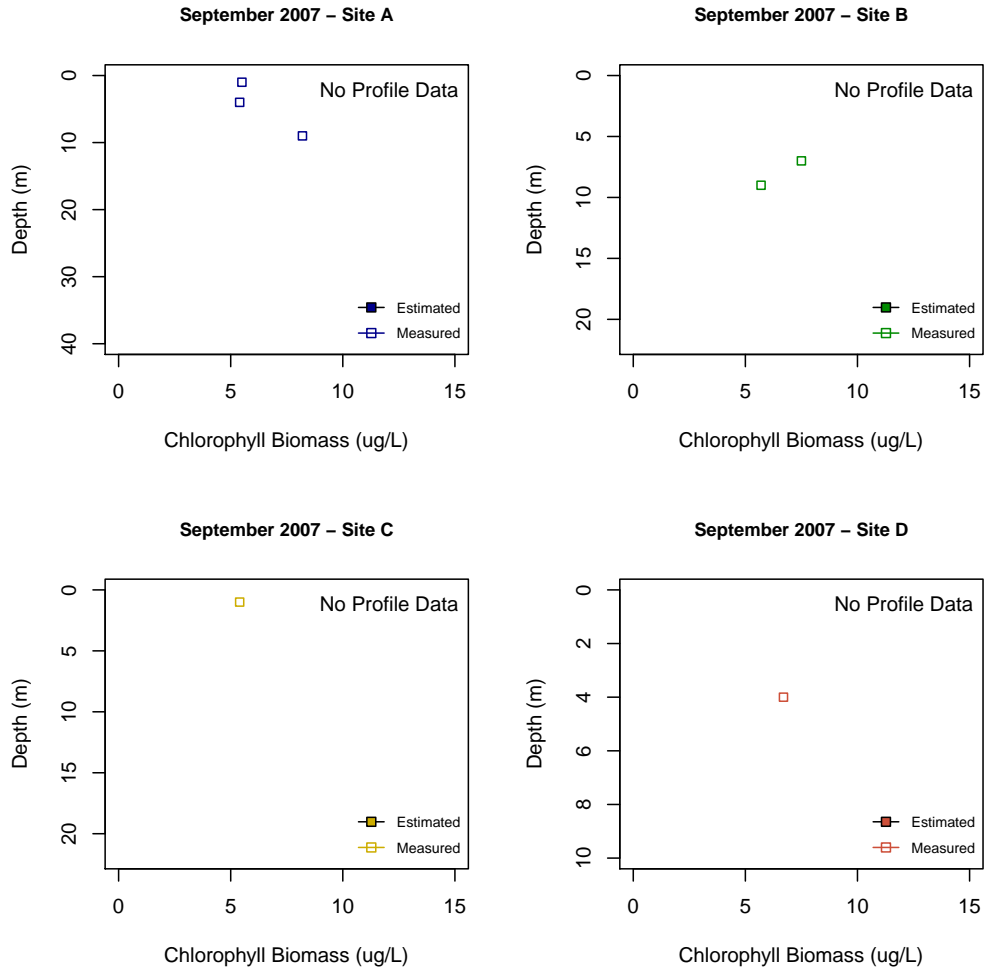 September 2007 – Site A
No Profile Data
Depth (m)
0
10
20
30
40
Estimated
Measured
0 5 10 15
Chlorophyll Biomass (ug/L)
September 2007 – Site B
No Profile Data
Depth (m)
0
5
10
15
20
Estimated
Measured
0 5 10 15
Chlorophyll Biomass (ug/L)
September 2007 – Site C
No Profile Data
Depth (m)
0
5
10
15
20
Estimated
Measured
0 5 10 15
Chlorophyll Biomass (ug/L)
September 2007 – Site D
No Profile Data
Depth (m)
0
2
4
6
8
10
Estimated
Measured
0 5 10 15
Chlorophyll Biomass (ug/L)